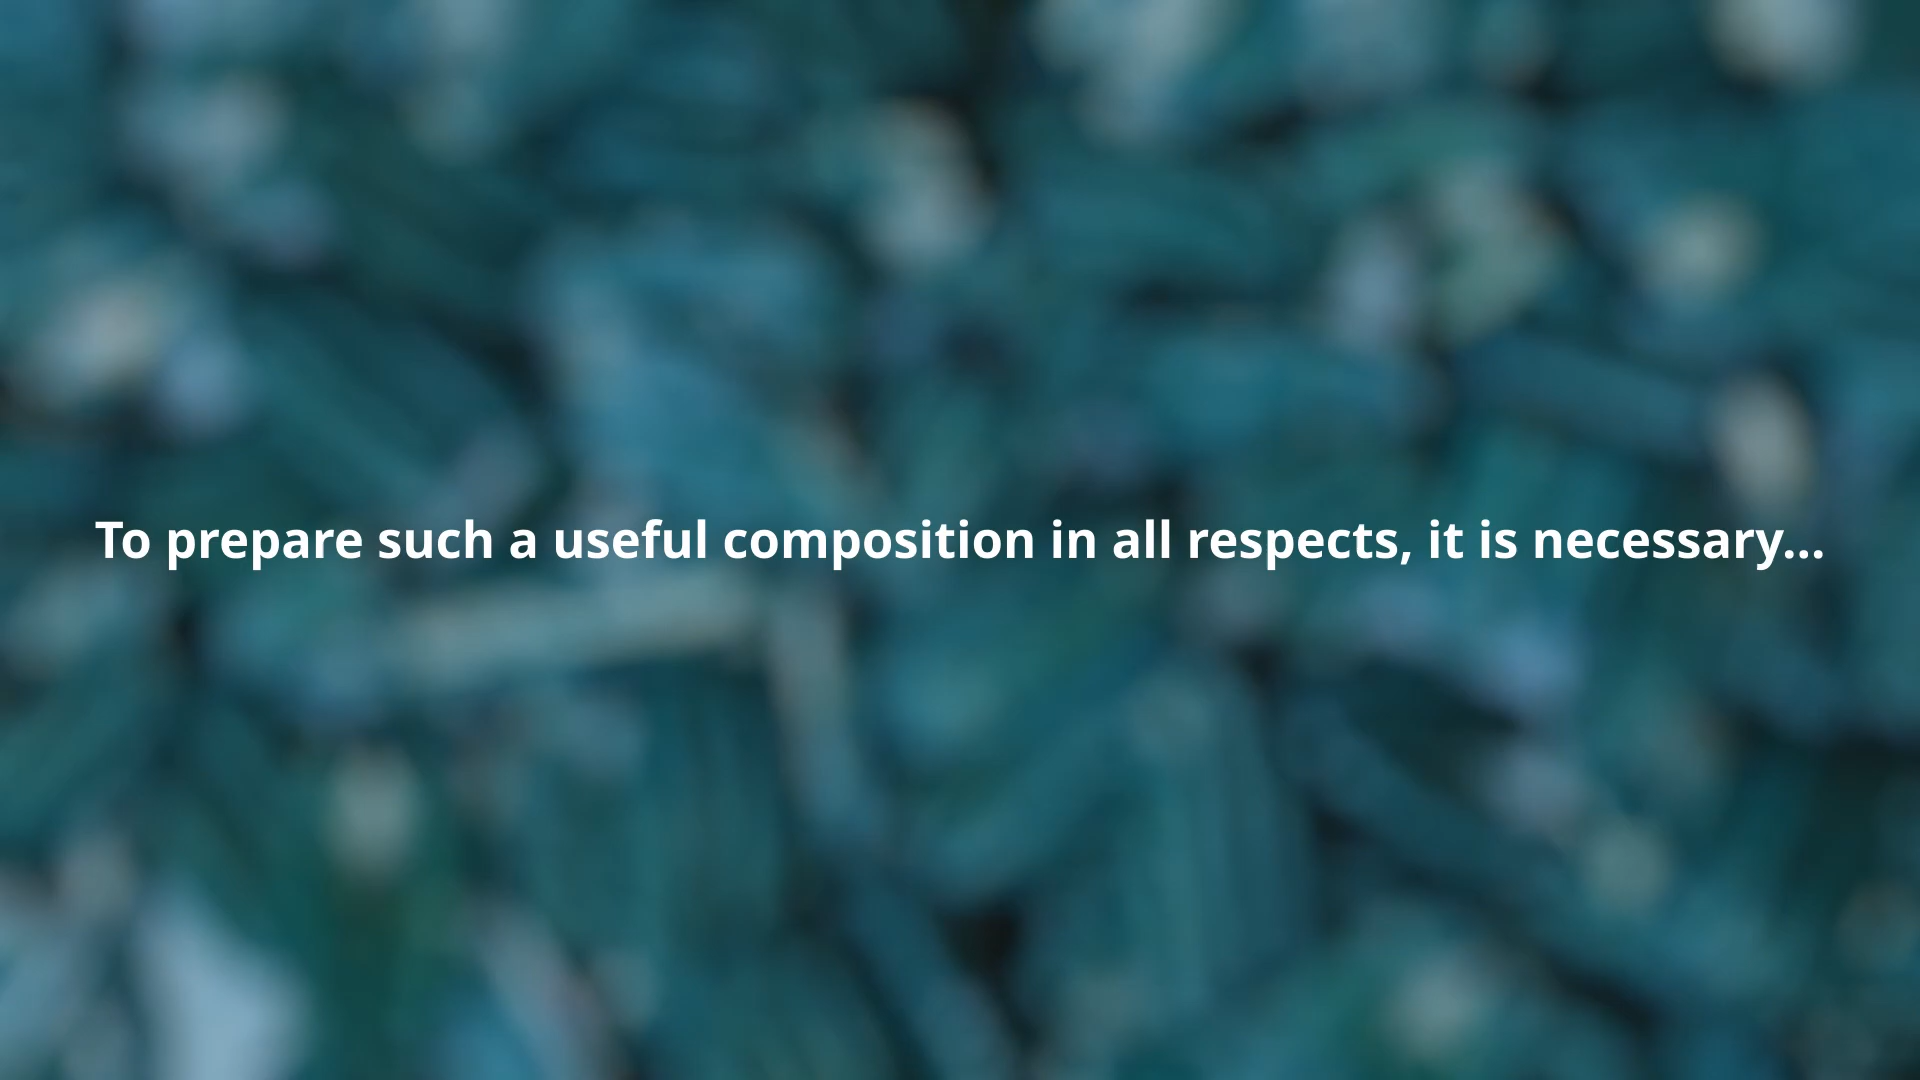 To prepare such a useful composition in all respects, it is necessary...